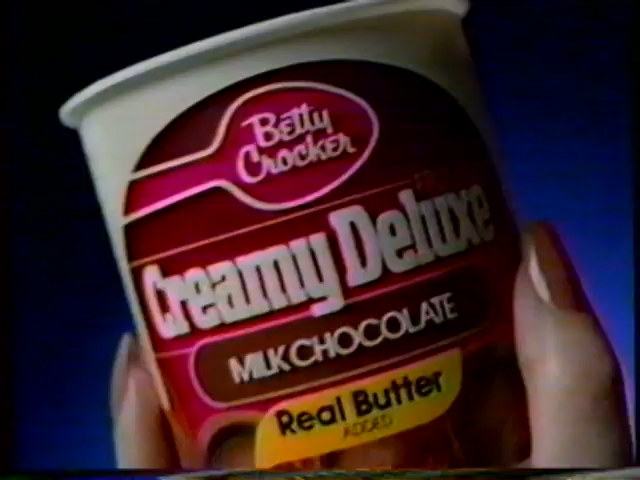 Betty
Crocker
Creamy Deluxe
MILK CHOCOLATE
Real Butter
ADDED